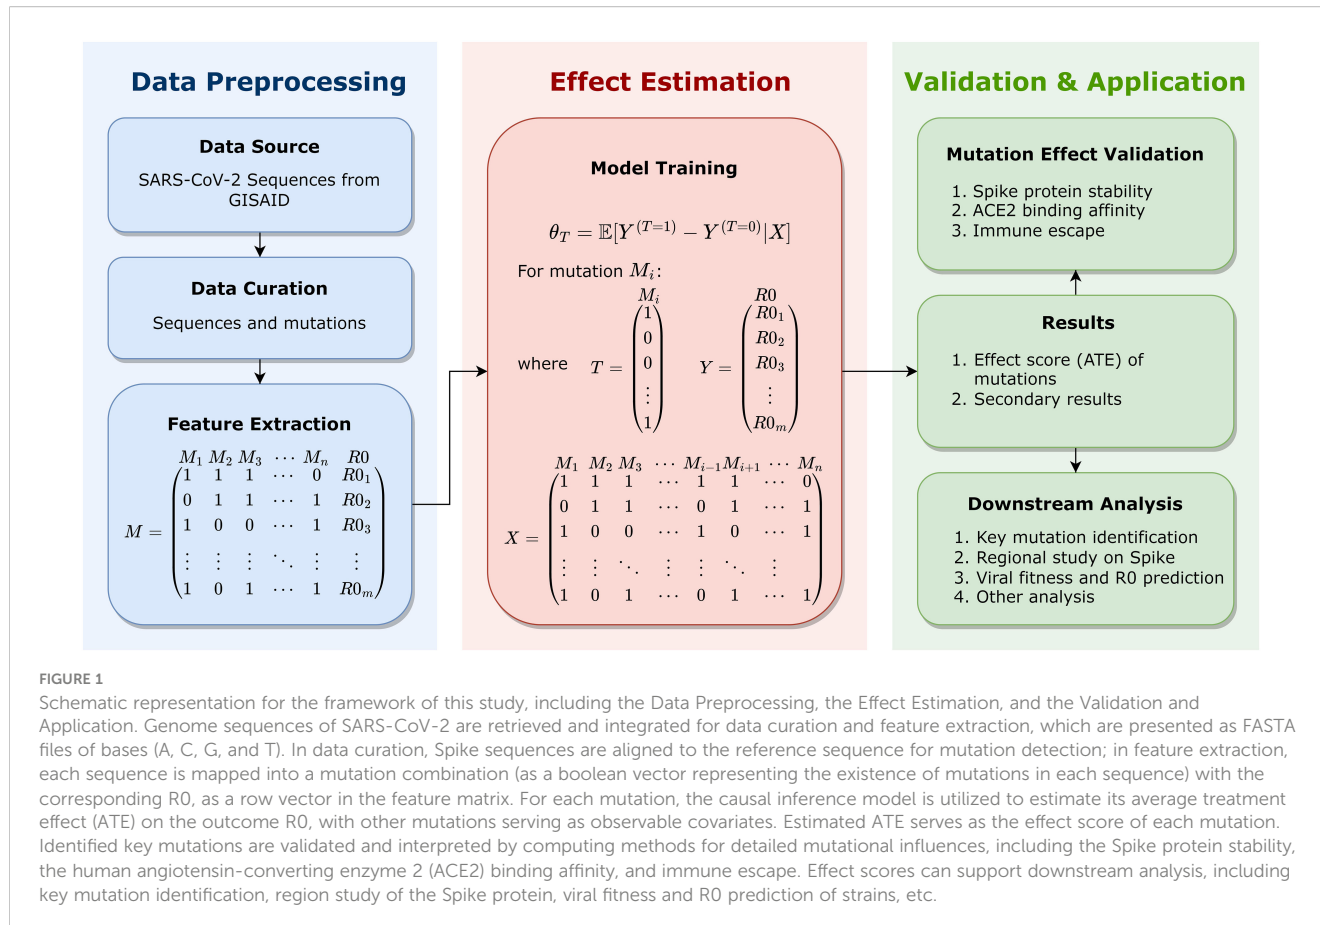 Data Preprocessing
Data Source
SARS-CoV-2 Sequences from
GISAID
Data Curation
Sequences and mutations
Feature Extraction
M₁ M₂ M₃ ⋯ Mₙ R0
1 1 1 ⋯ 0 R0₁
0 1 1 ⋯ 1 R0₂
M = 1 0 0 ⋯ 1 R0₃
⋮ ⋮ ⋮ ⋱ ⋮ ⋮
1 0 1 ⋯ 1 R0ₘ
Effect Estimation
Model Training
θ_T = 𝔼[Y^(T=1) − Y^(T=0)|X]
For mutation Mᵢ:
Mᵢ R0
1 R0₁
0 R0₂
where T = 0 Y = R0₃
⋮ ⋮
1 R0ₘ
M₁ M₂ M₃ ⋯ Mᵢ₋₁ Mᵢ₊₁ ⋯ Mₙ
1 1 1 ⋯ 1 1 ⋯ 0
0 1 1 ⋯ 0 1 ⋯ 1
X = 1 0 0 ⋯ 1 0 ⋯ 1
⋮ ⋮ ⋱ ⋮ ⋮ ⋱ ⋮
1 0 1 ⋯ 0 1 ⋯ 1
Validation & Application
Mutation Effect Validation
1. Spike protein stability
2. ACE2 binding affinity
3. Immune escape
Results
1. Effect score (ATE) of
mutations
2. Secondary results
Downstream Analysis
1. Key mutation identification
2. Regional study on Spike
3. Viral fitness and R0 prediction
4. Other analysis
FIGURE 1
Schematic representation for the framework of this study, including the Data Preprocessing, the Effect Estimation, and the Validation and
Application. Genome sequences of SARS-CoV-2 are retrieved and integrated for data curation and feature extraction, which are presented as FASTA
files of bases (A, C, G, and T). In data curation, Spike sequences are aligned to the reference sequence for mutation detection; in feature extraction,
each sequence is mapped into a mutation combination (as a boolean vector representing the existence of mutations in each sequence) with the
corresponding R0, as a row vector in the feature matrix. For each mutation, the causal inference model is utilized to estimate its average treatment
effect (ATE) on the outcome R0, with other mutations serving as observable covariates. Estimated ATE serves as the effect score of each mutation.
Identified key mutations are validated and interpreted by computing methods for detailed mutational influences, including the Spike protein stability,
the human angiotensin-converting enzyme 2 (ACE2) binding affinity, and immune escape. Effect scores can support downstream analysis, including
key mutation identification, region study of the Spike protein, viral fitness and R0 prediction of strains, etc.